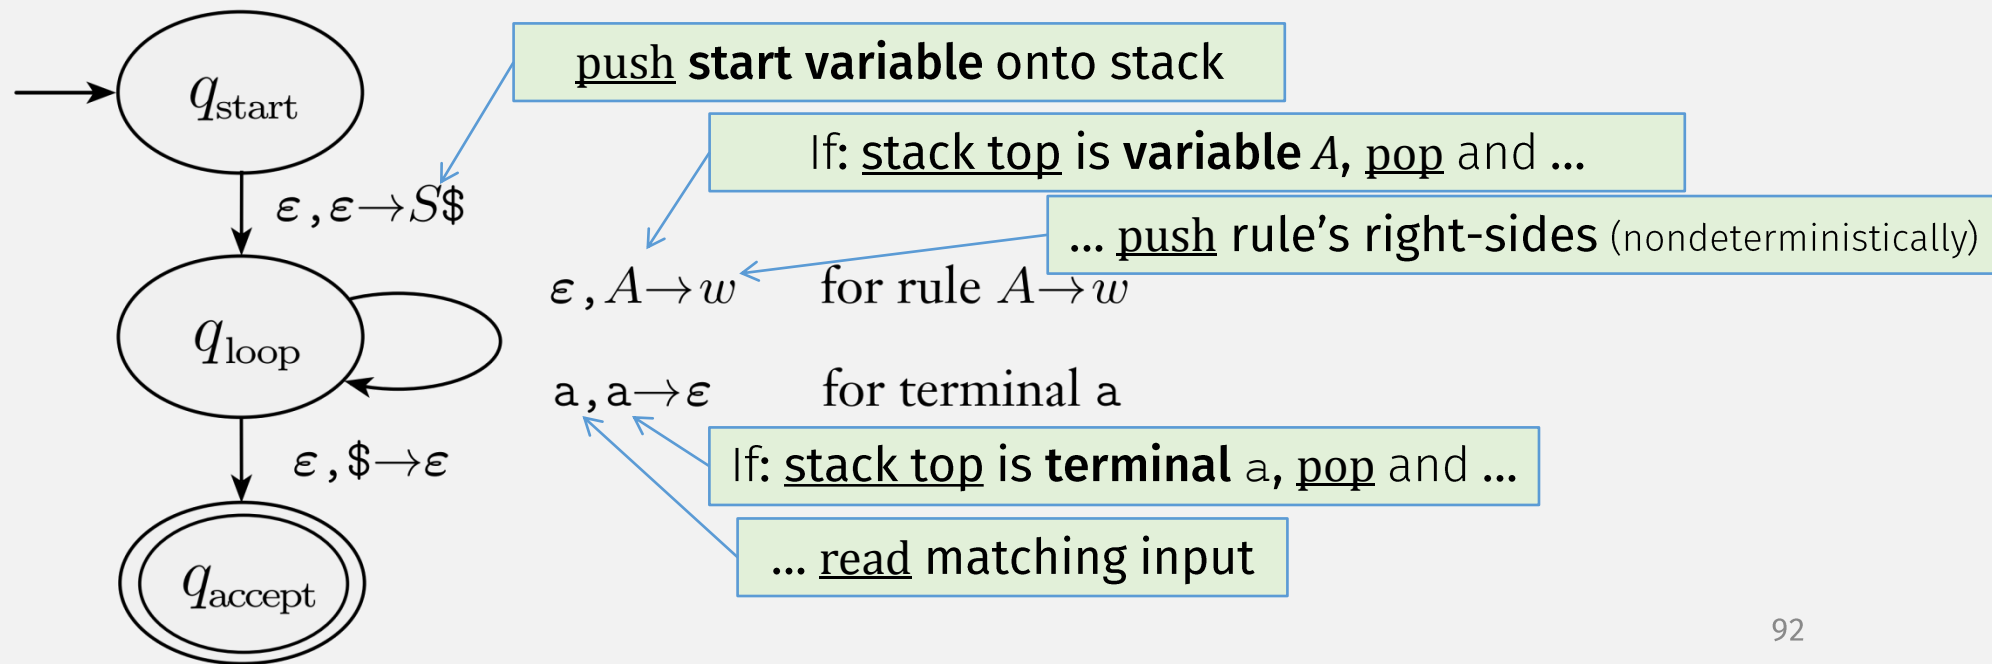 q_start
push start variable onto stack
If: stack top is variable A, pop and ...
ε,ε→S$
... push rule’s right-sides (nondeterministically)
q_loop
ε,A→w for rule A→w
a,a→ε for terminal a
ε,$→ε
If: stack top is terminal a, pop and ...
... read matching input
q_accept
92